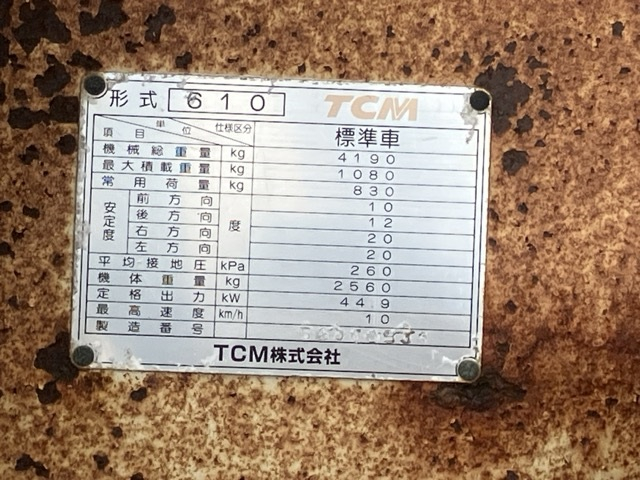 形式 610 TCM
単位 仕様区分
項目 標準車
機械総重量 kg 4190
最大積載重量 kg 1080
常用荷重 kg 830
安定度 前方向 度 10
後方向 12
右方向 20
左方向 20
平均接地圧 kPa 260
機体重量 kg 2560
定格出力 kW 44.9
最高速度 km/h 10
製造番号
TCM株式会社